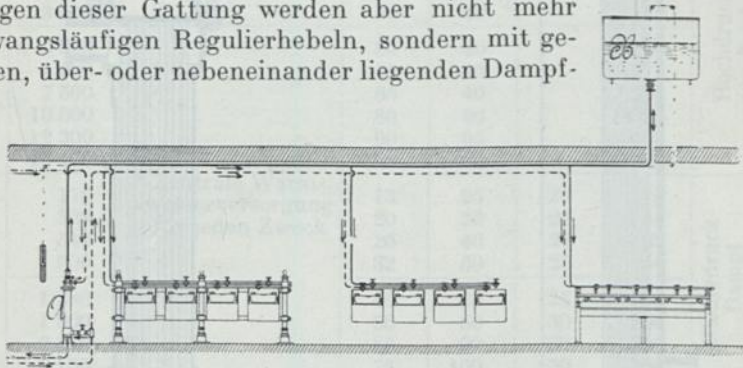 gen dieser Gattung werden aber nicht mehr
wangsläufigen Regulierhebeln, sondern mit ge-
en, über- oder nebeneinander liegenden Dampf-
B
a